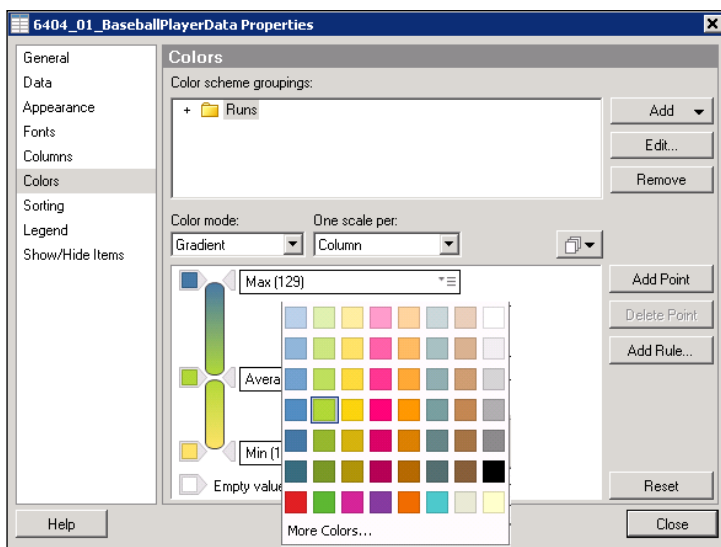 6404_01_BaseballPlayerData Properties
General
Data
Appearance
Fonts
Columns
Colors
Sorting
Legend
Show/Hide Items
Colors
Color scheme groupings:
+ Runs
Add
Edit...
Remove
Color mode:
One scale per:
Gradient
Column
Max (129)
Add Point
Delete Point
Add Rule...
Avera
Min (1
Empty value
More Colors...
Reset
Help
Close